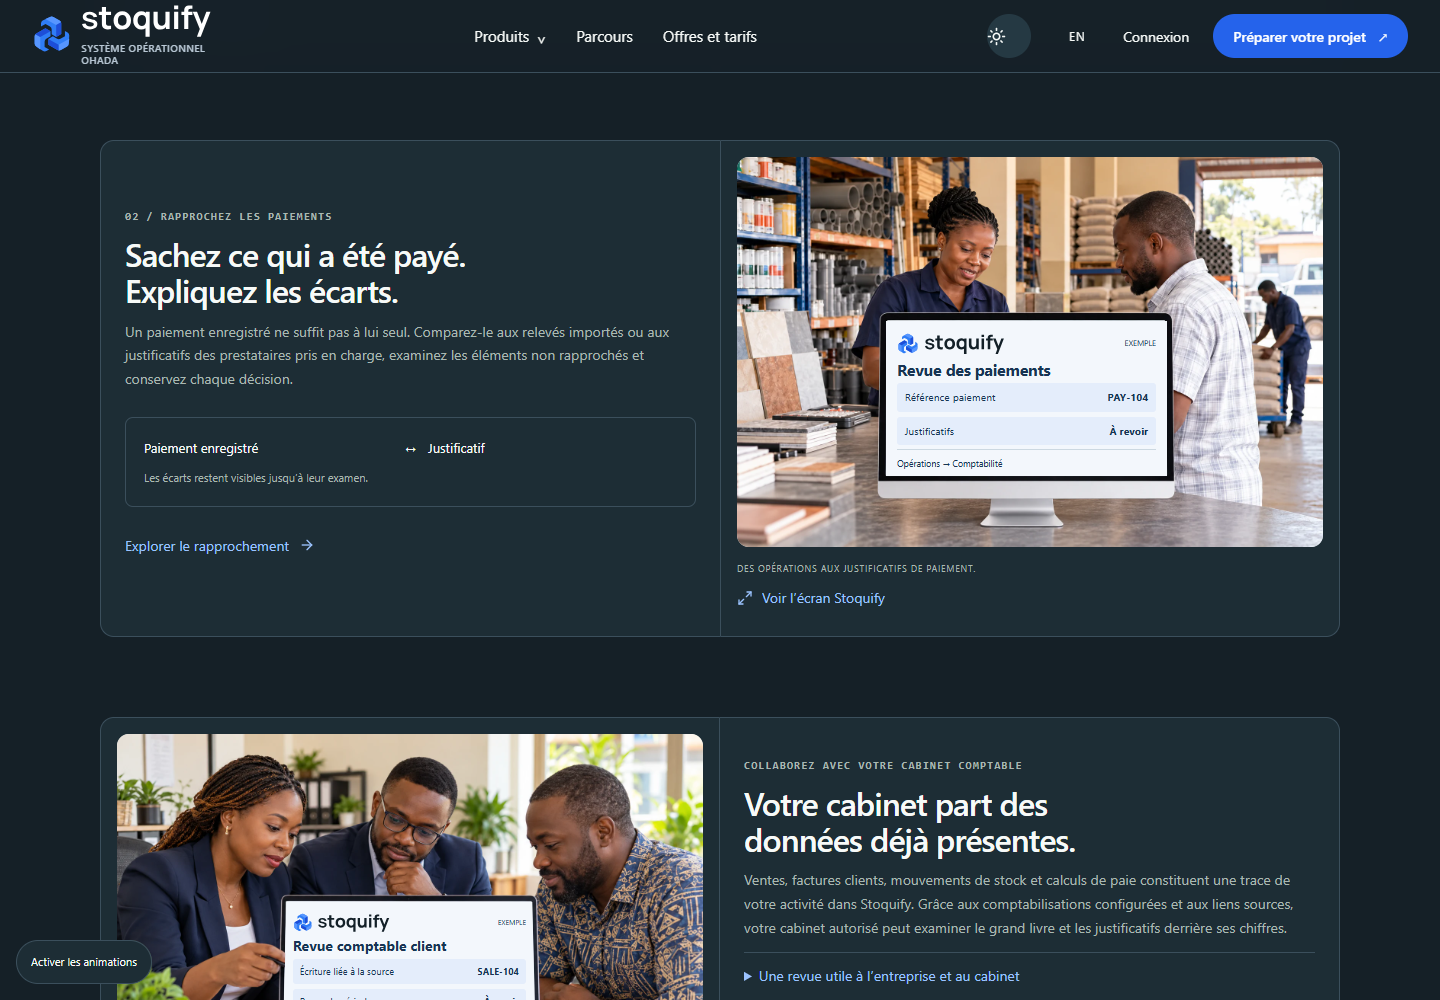 stoquify
SYSTÈME OPÉRATIONNEL
OHADA
Produits
Parcours
Offres et tarifs
EN
Connexion
Préparer votre projet ↗
02 / RAPPROCHEZ LES PAIEMENTS
Sachez ce qui a été payé.
Expliquez les écarts.
Un paiement enregistré ne suffit pas à lui seul. Comparez-le aux relevés importés ou aux
justificatifs des prestataires pris en charge, examinez les éléments non rapprochés et
conservez chaque décision.
Paiement enregistré ↔ Justificatif
Les écarts restent visibles jusqu’à leur examen.
Explorer le rapprochement →
stoquify EXEMPLE
Revue des paiements
Référence paiement PAY-104
Justificatifs À revoir
Opérations → Comptabilité
DES OPÉRATIONS AUX JUSTIFICATIFS DE PAIEMENT.
Voir l’écran Stoquify
stoquify EXEMPLE
Revue comptable client
Écriture liée à la source SALE-104
COLLABOREZ AVEC VOTRE CABINET COMPTABLE
Votre cabinet part des
données déjà présentes.
Ventes, factures clients, mouvements de stock et calculs de paie constituent une trace de
votre activité dans Stoquify. Grâce aux comptabilisations configurées et aux liens sources,
votre cabinet autorisé peut examiner le grand livre et les justificatifs derrière ses chiffres.
▶ Une revue utile à l’entreprise et au cabinet
Activer les animations